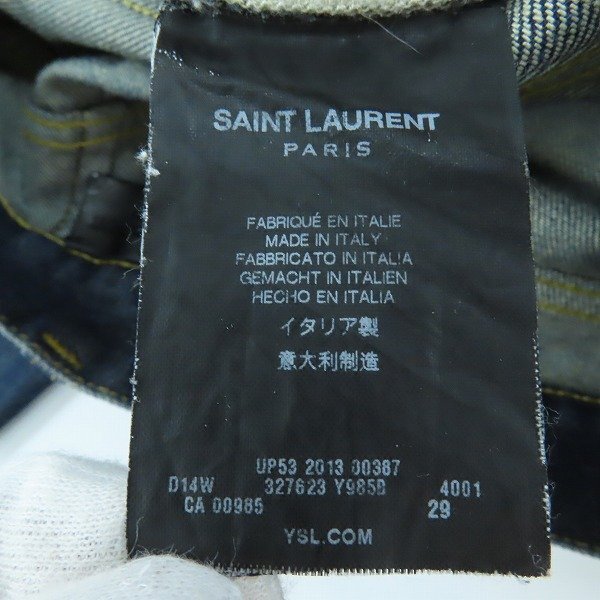 SAINT LAURENT
PARIS
FABRIQUÉ EN ITALIE
MADE IN ITALY
FABBRICATO IN ITALIA
GEMACHT IN ITALIEN
HECHO EN ITALIA
イタリア製
意大利制造
UP53 2013 00387
D14W 327623 Y985D 4001
CA 00985 29
YSL.COM